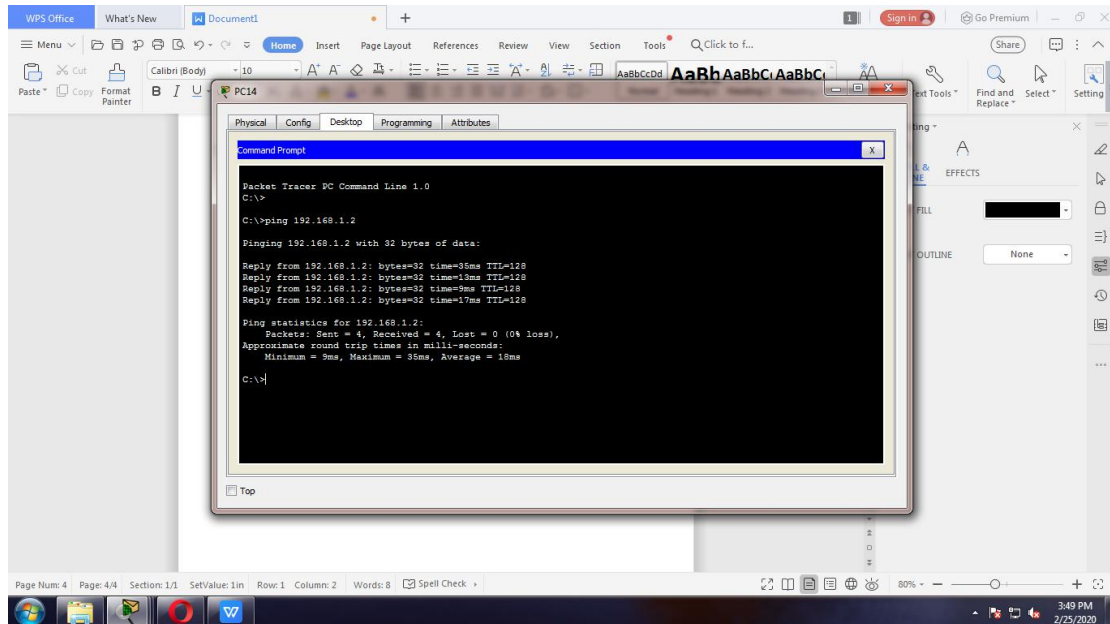 WPS Office What's New Document1
1 Sign in Go Premium
Menu Home Insert Page Layout References Review View Section Tools Click to f... Share
Cut Calibri (Body) 10 AaBbCcDd AaBb AaBbC AaBbC
Paste Copy Format Painter B I U Text Tools Find and Replace Select Setting
PC14
Physical Config Desktop Programming Attributes
Command Prompt X
Packet Tracer PC Command Line 1.0
C:\>
C:\>ping 192.168.1.2
Pinging 192.168.1.2 with 32 bytes of data:
Reply from 192.168.1.2: bytes=32 time=35ms TTL=128
Reply from 192.168.1.2: bytes=32 time=13ms TTL=128
Reply from 192.168.1.2: bytes=32 time=9ms TTL=128
Reply from 192.168.1.2: bytes=32 time=17ms TTL=128
Ping statistics for 192.168.1.2:
Packets: Sent = 4, Received = 4, Lost = 0 (0% loss),
Approximate round trip times in milli-seconds:
Minimum = 9ms, Maximum = 35ms, Average = 18ms
C:\>
Top
EFFECTS
FILL
OUTLINE None
Page Num: 4 Page: 4/4 Section: 1/1 SetValue: 1in Row: 1 Column: 2 Words: 8 Spell Check 80%
3:49 PM
2/25/2020